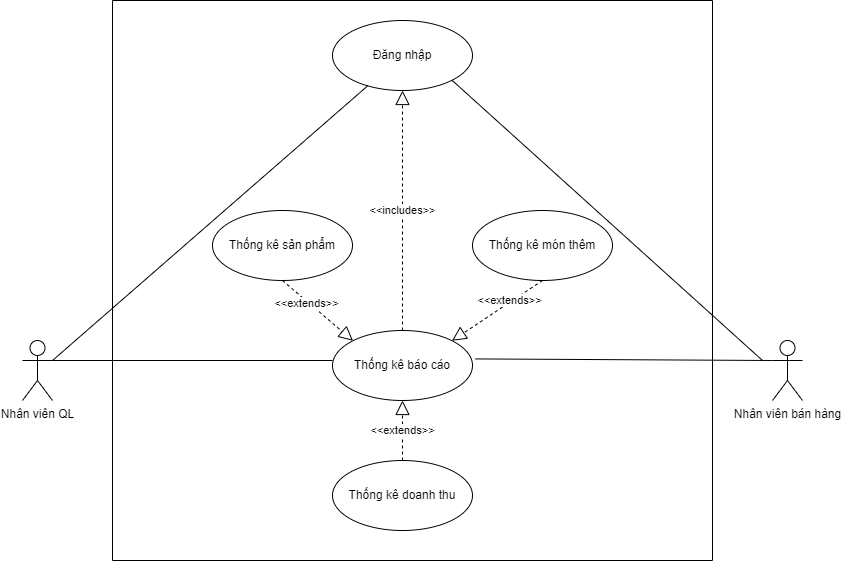 Đăng nhập
<<includes>>
Thống kê sản phẩm
Thống kê món thêm
<<extends>>
<<extends>>
Thống kê báo cáo
Nhân viên QL
Nhân viên bán hàng
<<extends>>
Thống kê doanh thu